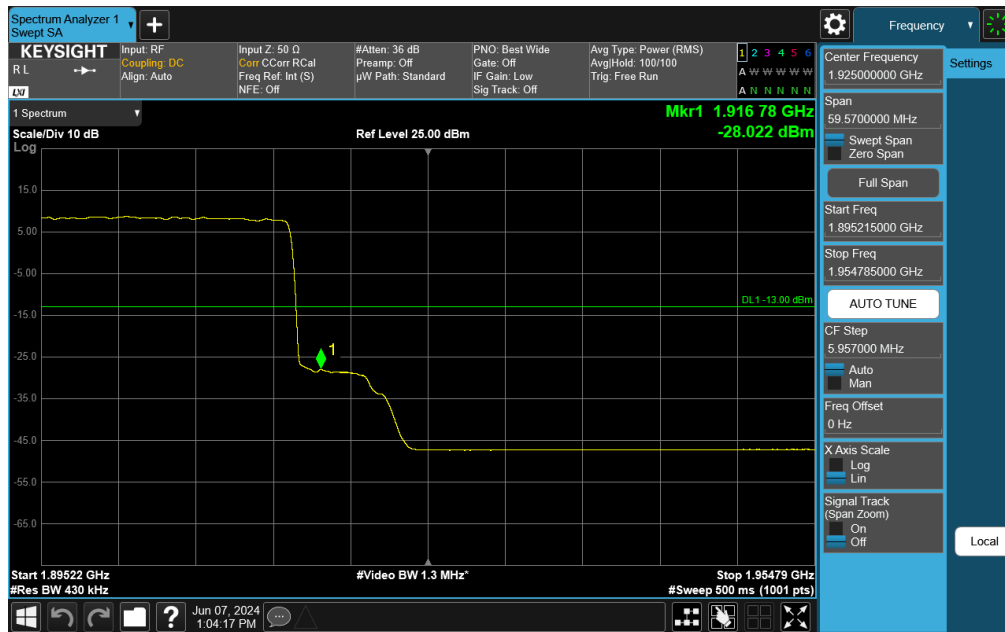 Spectrum Analyzer 1
Swept SA
Frequency
KEYSIGHT
R L
LXI
Input: RF
Coupling: DC
Align: Auto
Input Z: 50 Ω
Corr CCorr RCal
Freq Ref: Int (S)
NFE: Off
#Atten: 36 dB
Preamp: Off
µW Path: Standard
PNO: Best Wide
Gate: Off
IF Gain: Low
Sig Track: Off
Avg Type: Power (RMS)
Avg|Hold: 100/100
Trig: Free Run
1 2 3 4 5 6
A W W W W W
A N N N N N
1 Spectrum
Mkr1 1.916 78 GHz
-28.022 dBm
Scale/Div 10 dB
Ref Level 25.00 dBm
Log
15.0
5.00
-5.00
DL1 -13.00 dBm
-15.0
-25.0
1
-35.0
-45.0
-55.0
-65.0
Start 1.89522 GHz
#Video BW 1.3 MHz*
Stop 1.95479 GHz
#Res BW 430 kHz
#Sweep 500 ms (1001 pts)
Center Frequency
1.925000000 GHz
Settings
Span
59.5700000 MHz
Swept Span
Zero Span
Full Span
Start Freq
1.895215000 GHz
Stop Freq
1.954785000 GHz
AUTO TUNE
CF Step
5.957000 MHz
Auto
Man
Freq Offset
0 Hz
X Axis Scale
Log
Lin
Signal Track
(Span Zoom)
On
Off
Local
?
Jun 07, 2024
1:04:17 PM